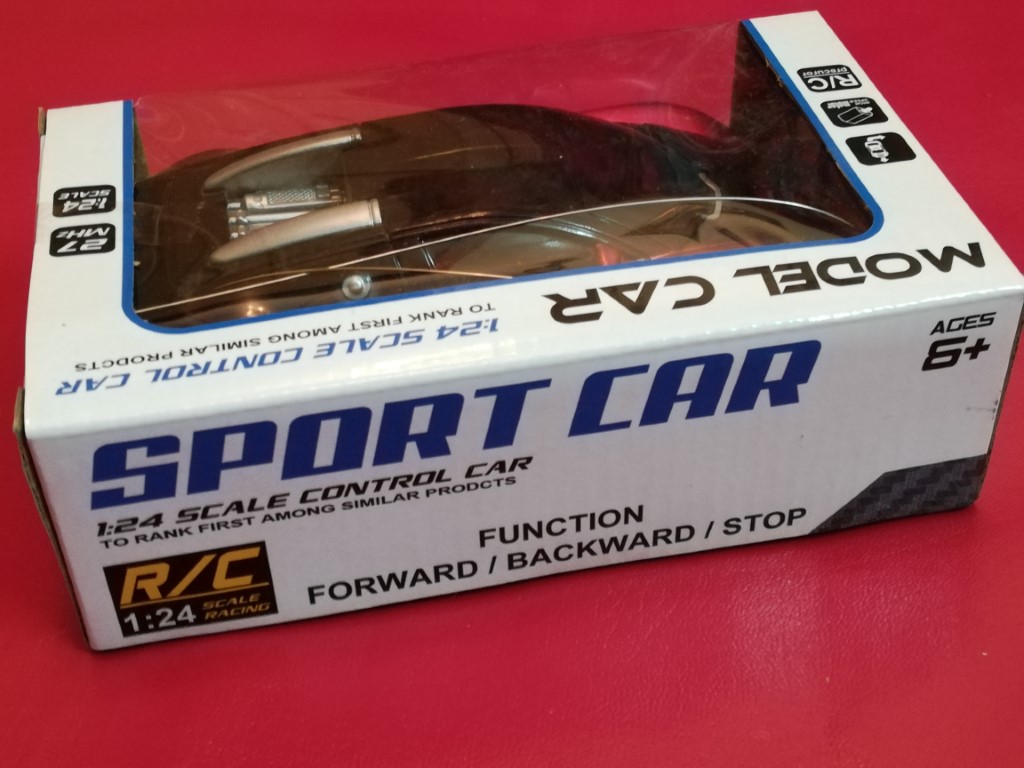 R/C
procuror
1:24
SCALE
27
MHz
MODEL CAR
1:24 SCALE CONTROL CAR
TO RANK FIRST AMONG SIMILAR PRODCTS
AGES
SPORT CAR
1:24 SCALE CONTROL CAR
TO RANK FIRST AMONG SIMILAR PRODCTS
FUNCTION
FORWARD / BACKWARD / STOP
R/C
1:24 SCALE
RACING